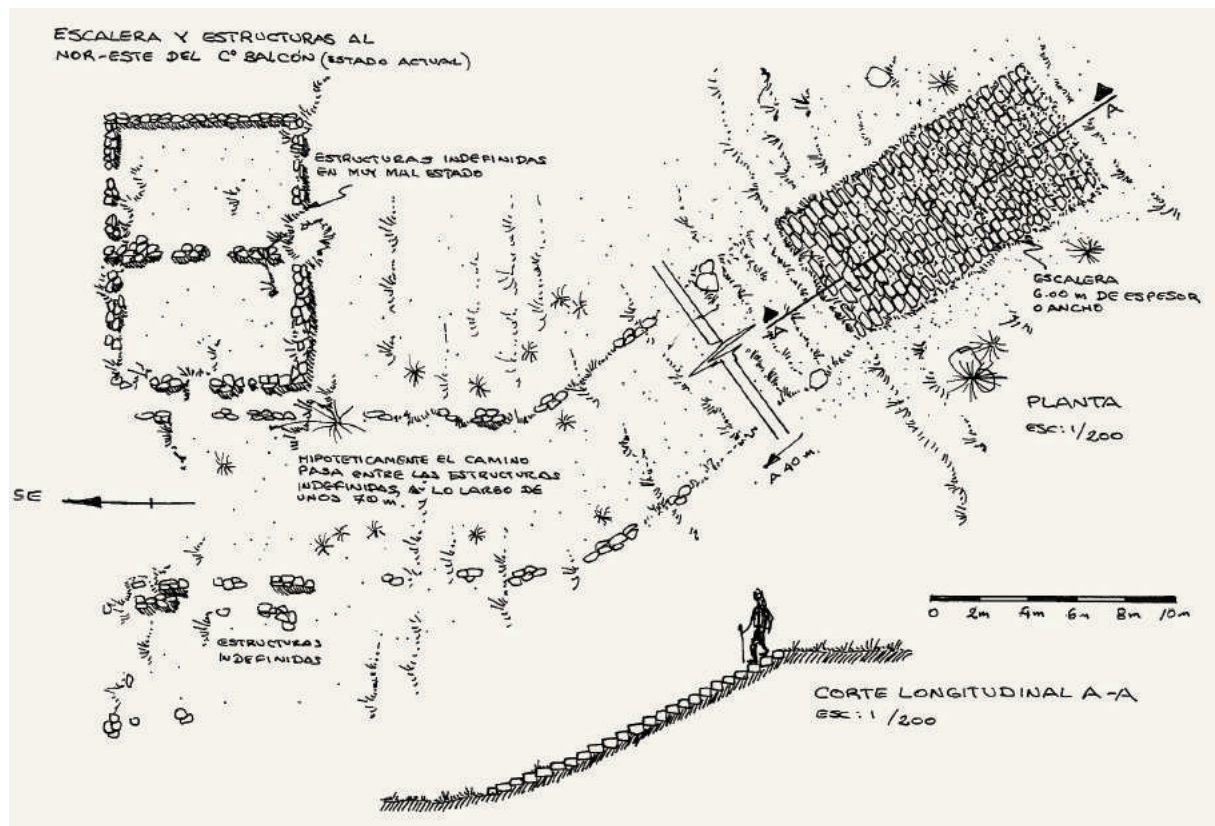 ESCALERA Y ESTRUCTURAS AL
NOR-ESTE DEL Cº BALCÓN (ESTADO ACTUAL)
ESTRUCTURAS INDEFINIDAS
EN MUY MAL ESTADO
A
ESCALERA
6.00 m DE ESPESOR
O ANCHO
A
PLANTA
ESC: 1/200
A 40 m.
HIPOTETICAMENTE EL CAMINO
PASA ENTRE LAS ESTRUCTURAS
INDEFINIDAS, A LO LARGO DE
UNOS 70 m.
SE
ESTRUCTURAS
INDEFINIDAS
0 2m 4m 6m 8m 10m
CORTE LONGITUDINAL A-A
ESC: 1/200